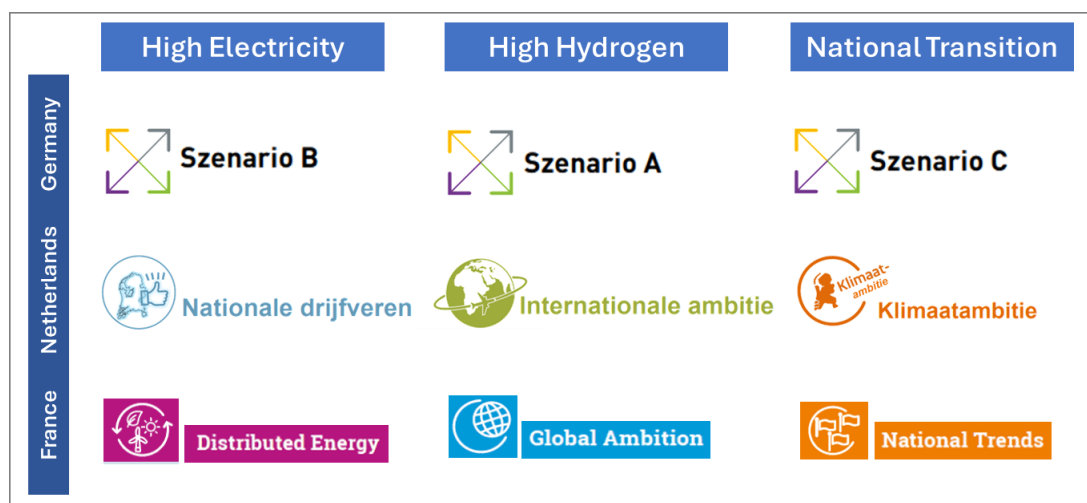 High Electricity
High Hydrogen
National Transition
Germany
Szenario B
Szenario A
Szenario C
Netherlands
Nationale drijfveren
Internationale ambitie
Klimaat-
ambitie
Klimaatambitie
France
Distributed Energy
Global Ambition
National Trends